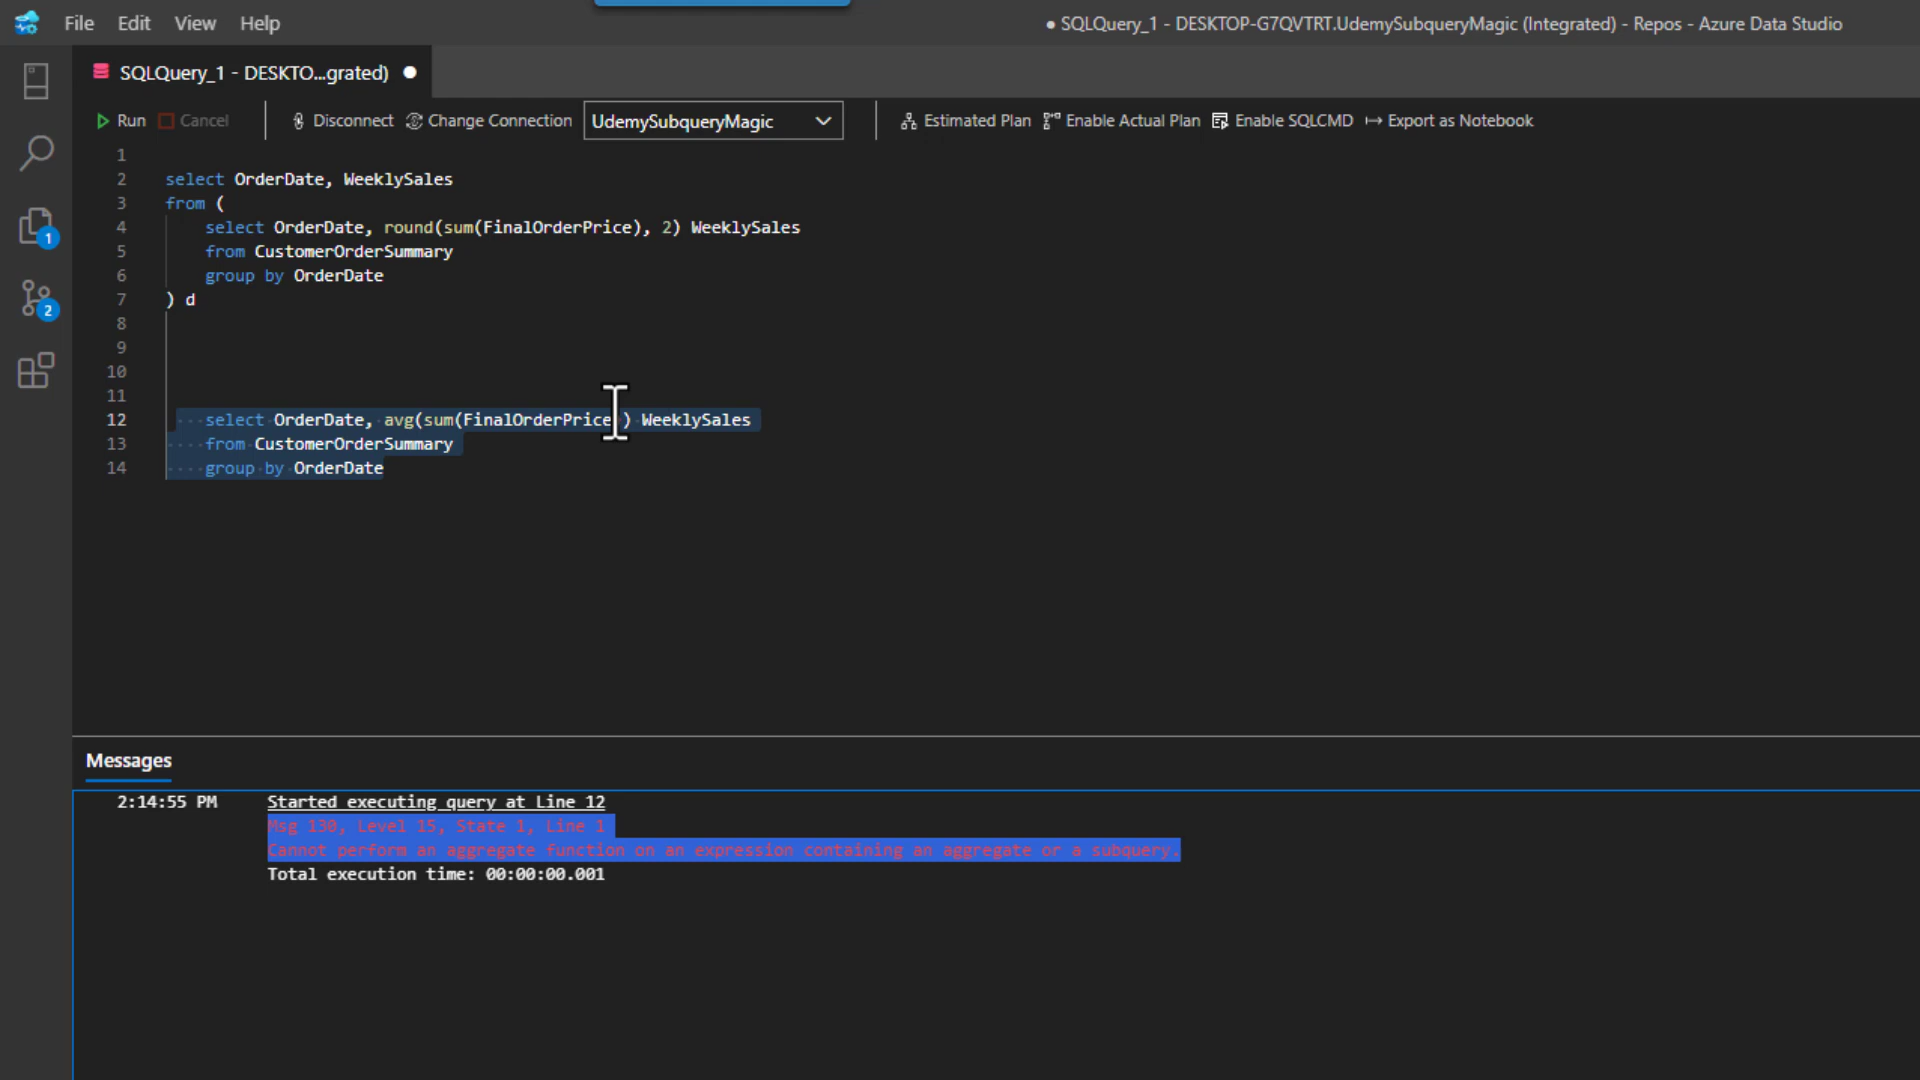 File Edit View Help
● SQLQuery_1 - DESKTOP-G7QVTRT.UdemySubqueryMagic (Integrated) - Repos - Azure Data Studio
SQLQuery_1 - DESKTO...grated) ●
Run Cancel Disconnect Change Connection UdemySubqueryMagic Estimated Plan Enable Actual Plan Enable SQLCMD Export as Notebook
1
2 select OrderDate, WeeklySales
3 from (
4 select OrderDate, round(sum(FinalOrderPrice), 2) WeeklySales
5 from CustomerOrderSummary
6 group by OrderDate
7 ) d
8
9
10
11
12 select OrderDate, avg(sum(FinalOrderPrice)) WeeklySales
13 from CustomerOrderSummary
14 group by OrderDate
1
2
Messages
2:14:55 PM Started executing query at Line 12
Msg 130, Level 15, State 1, Line 1
Cannot perform an aggregate function on an expression containing an aggregate or a subquery.
Total execution time: 00:00:00.001